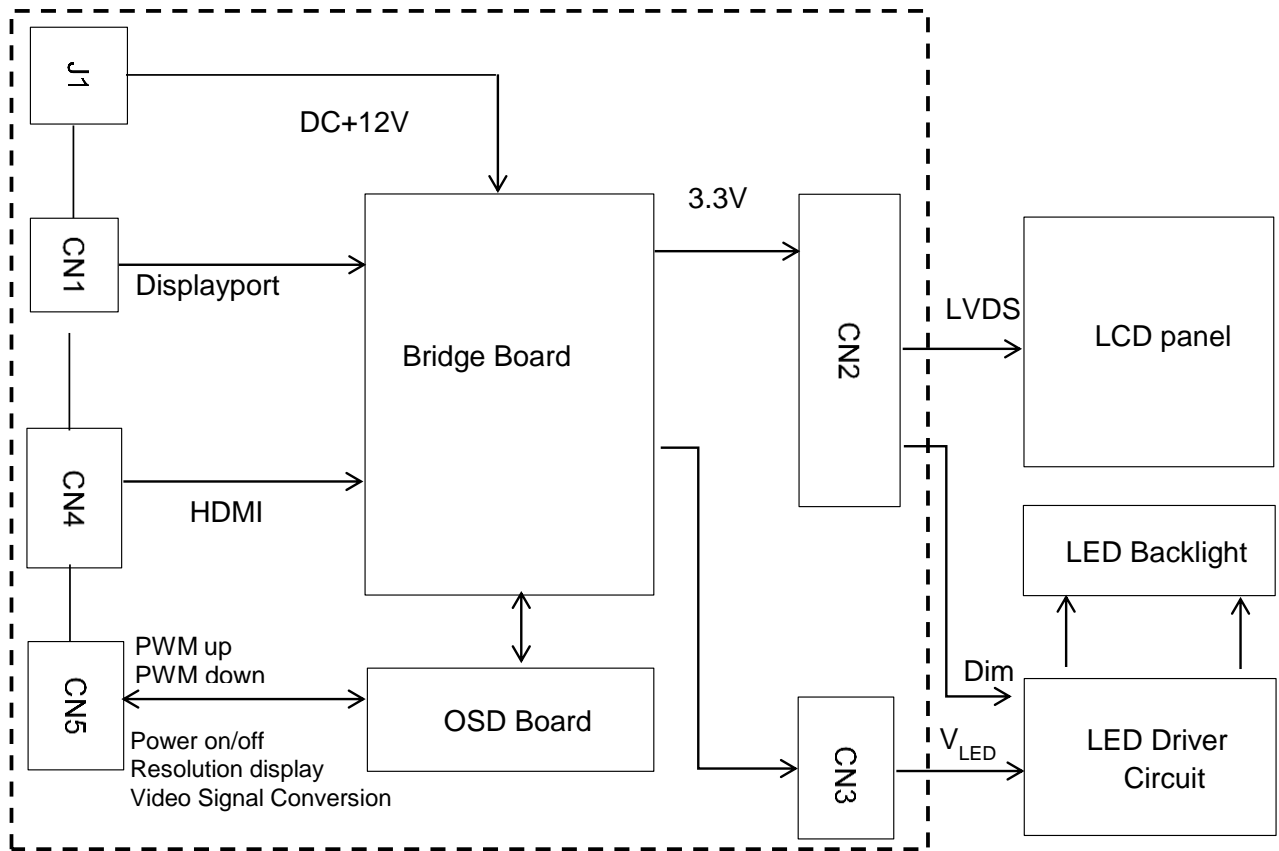 J1
DC+12V
3.3V
CN1
Displayport
Bridge Board
CN2
LVDS
LCD panel
CN4
HDMI
LED Backlight
PWM up
PWM down
CN5
OSD Board
Dim
Power on/off
Resolution display
Video Signal Conversion
CN3
VLED
LED Driver
Circuit